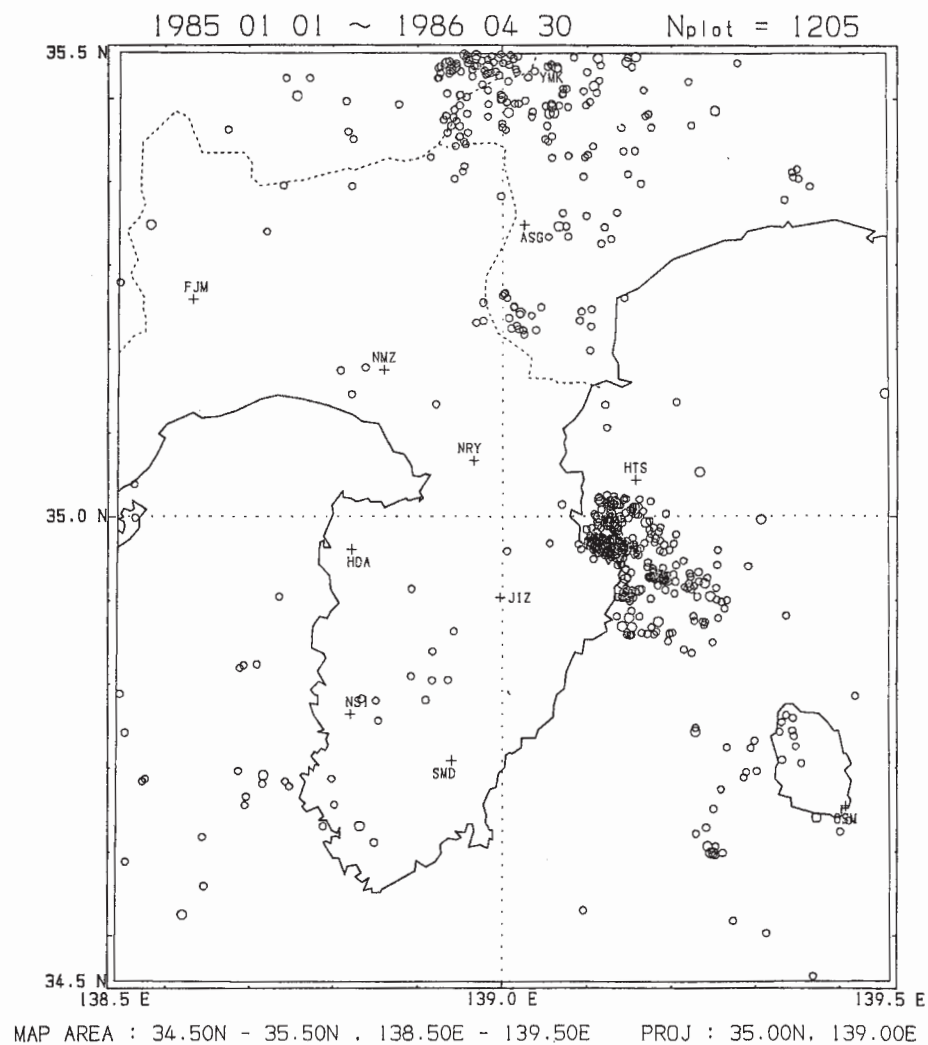 1985 01 01 ~ 1986 04 30 Nplot = 1205
35.5 N
YMK
ASG
FJM
NMZ
NRY
HTS
35.0 N
HDA
JIZ
NSI
SMD
OSM
34.5 N
138.5 E 139.0 E 139.5 E
MAP AREA : 34.50N - 35.50N , 138.50E - 139.50E PROJ : 35.00N, 139.00E